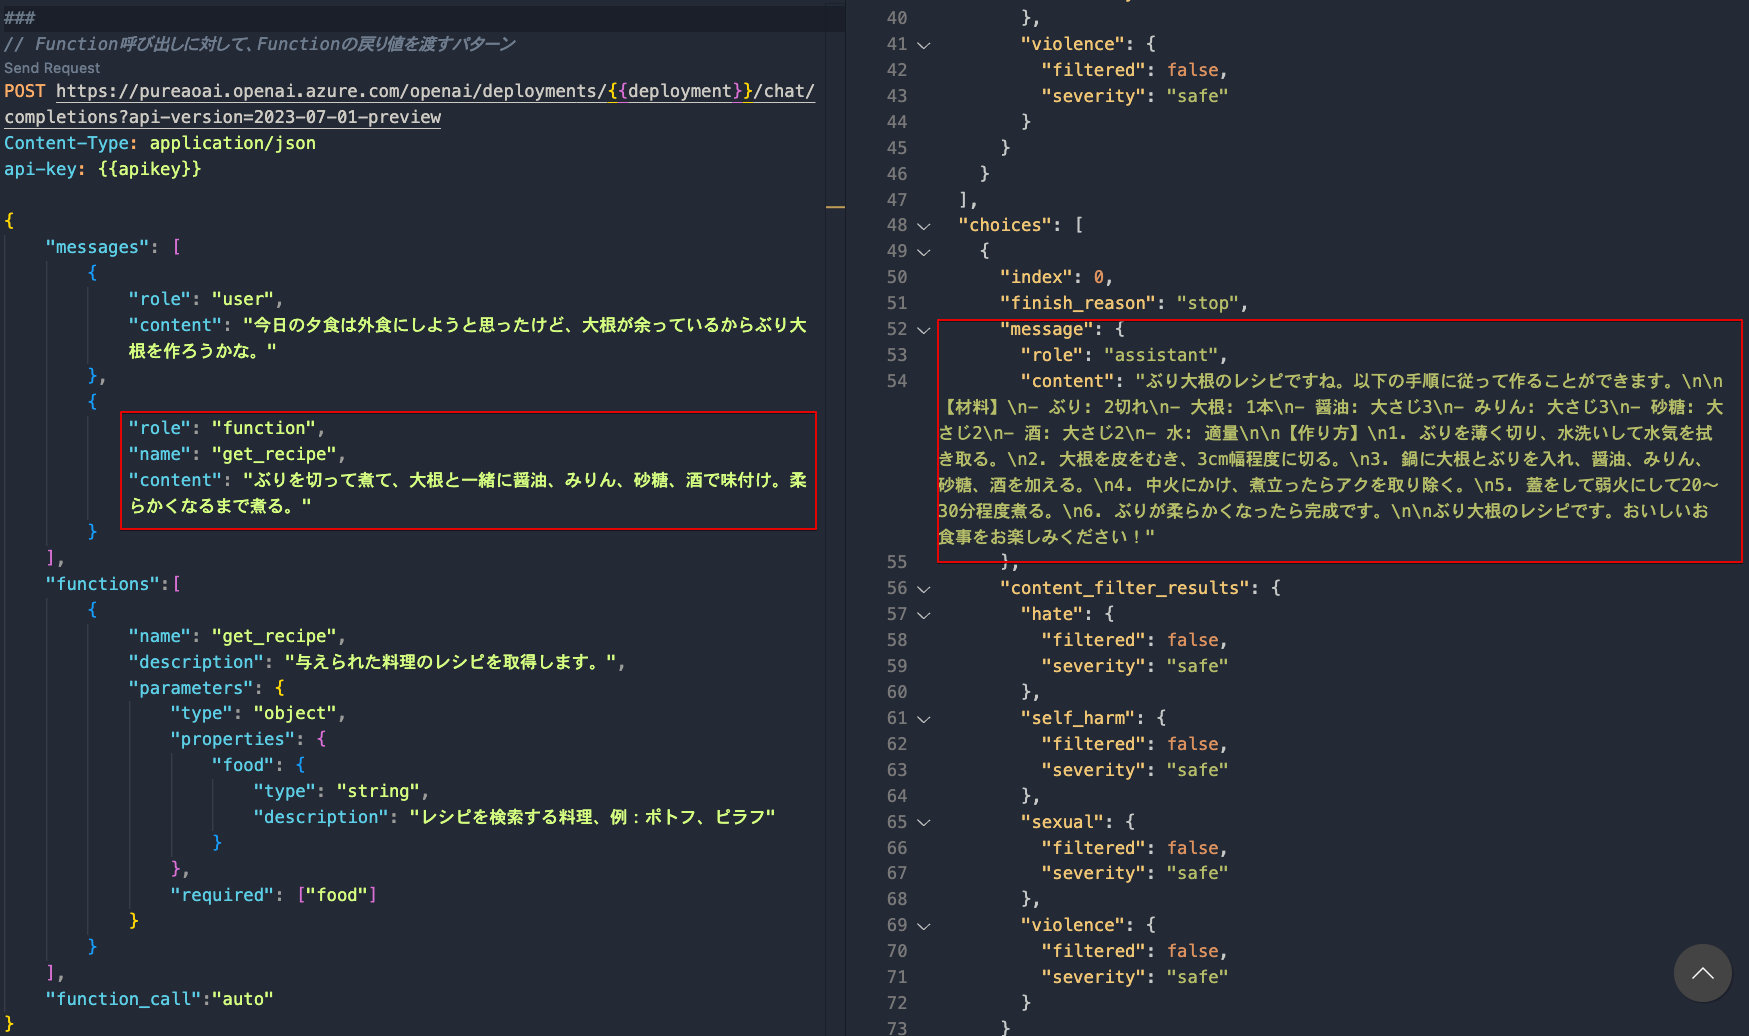 ###
// Function呼び出しに対して、Functionの戻り値を渡すパターン
Send Request
POST https://pureaoai.openai.azure.com/openai/deployments/{{deployment}}/chat/
completions?api-version=2023-07-01-preview
Content-Type: application/json
api-key: {{apikey}}
{
"messages": [
{
"role": "user",
"content": "今日の夕食は外食にしようと思ったけど、大根が余っているからぶり大
根を作ろうかな。"
},
{
"role": "function",
"name": "get_recipe",
"content": "ぶりを切って煮て、大根と一緒に醤油、みりん、砂糖、酒で味付け。柔
らかくなるまで煮る。"
}
],
"functions":[
{
"name": "get_recipe",
"description": "与えられた料理のレシピを取得します。",
"parameters": {
"type": "object",
"properties": {
"food": {
"type": "string",
"description": "レシピを検索する料理、例：ポトフ、ピラフ"
}
},
"required": ["food"]
}
}
],
"function_call":"auto"
}
40 },
41 "violence": {
42 "filtered": false,
43 "severity": "safe"
44 }
45 }
46 }
47 ],
48 "choices": [
49 {
50 "index": 0,
51 "finish_reason": "stop",
52 "message": {
53 "role": "assistant",
54 "content": "ぶり大根のレシピですね。以下の手順に従って作ることができます。\n\n
【材料】\n- ぶり: 2切れ\n- 大根: 1本\n- 醤油: 大さじ3\n- みりん: 大さじ3\n- 砂糖: 大
さじ2\n- 酒: 大さじ2\n- 水: 適量\n\n【作り方】\n1. ぶりを薄く切り、水洗いして水気を拭
き取る。\n2. 大根を皮をむき、3cm幅程度に切る。\n3. 鍋に大根とぶりを入れ、醤油、みりん、
砂糖、酒を加える。\n4. 中火にかけ、煮立ったらアクを取り除く。\n5. 蓋をして弱火にして20〜
30分程度煮る。\n6. ぶりが柔らかくなったら完成です。\n\nぶり大根のレシピです。おいしいお
食事をお楽しみください！"
55 },
56 "content_filter_results": {
57 "hate": {
58 "filtered": false,
59 "severity": "safe"
60 },
61 "self_harm": {
62 "filtered": false,
63 "severity": "safe"
64 },
65 "sexual": {
66 "filtered": false,
67 "severity": "safe"
68 },
69 "violence": {
70 "filtered": false,
71 "severity": "safe"
72 }
73 }